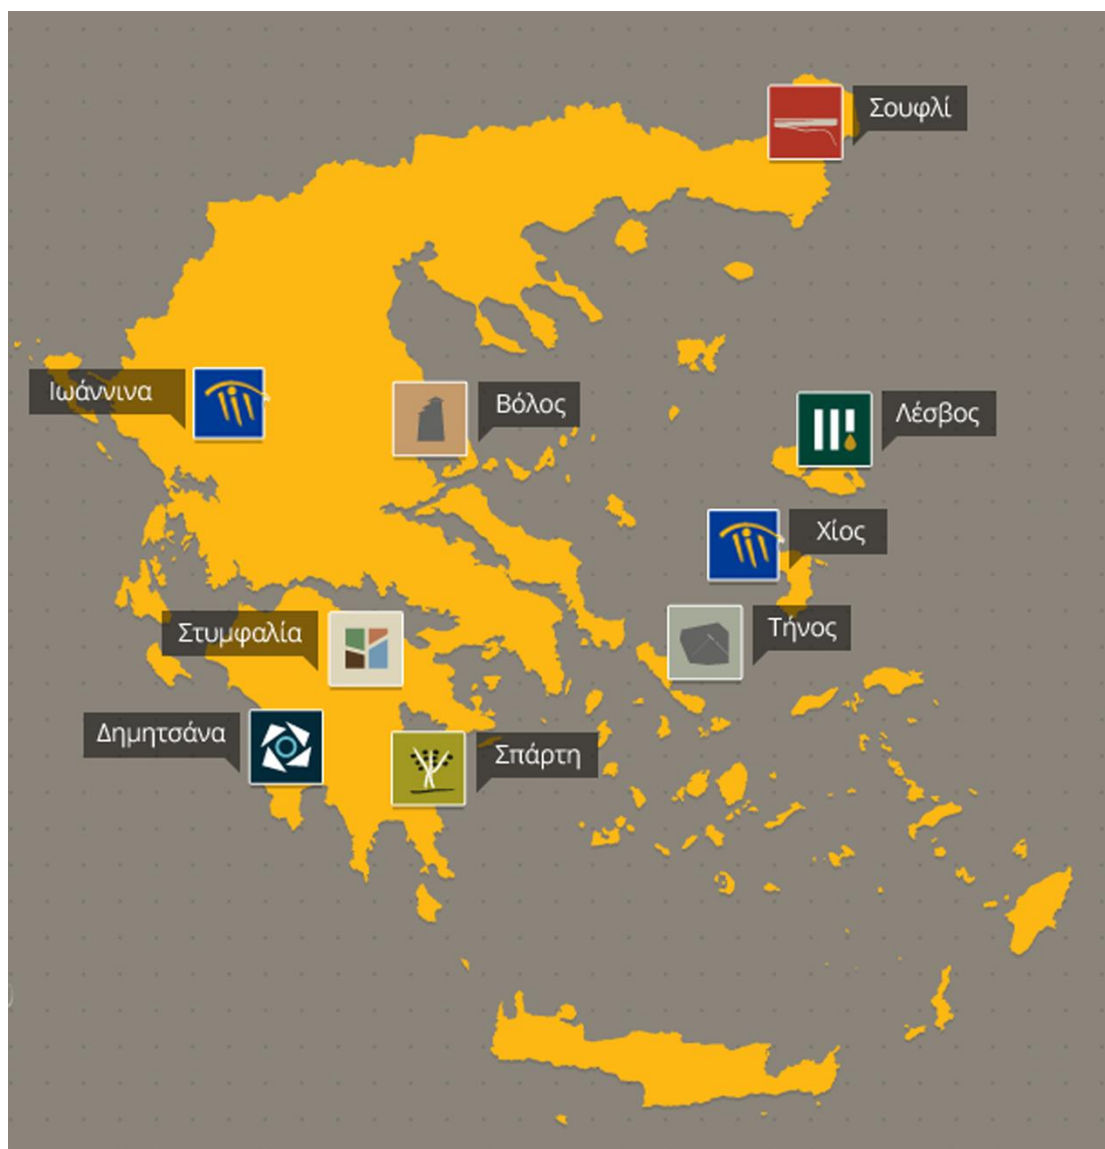 Σουφλί
Ιωάννινα
Βόλος
Λέσβος
Χίος
Στυμφαλία
Τήνος
Δημητσάνα
Σπάρτη